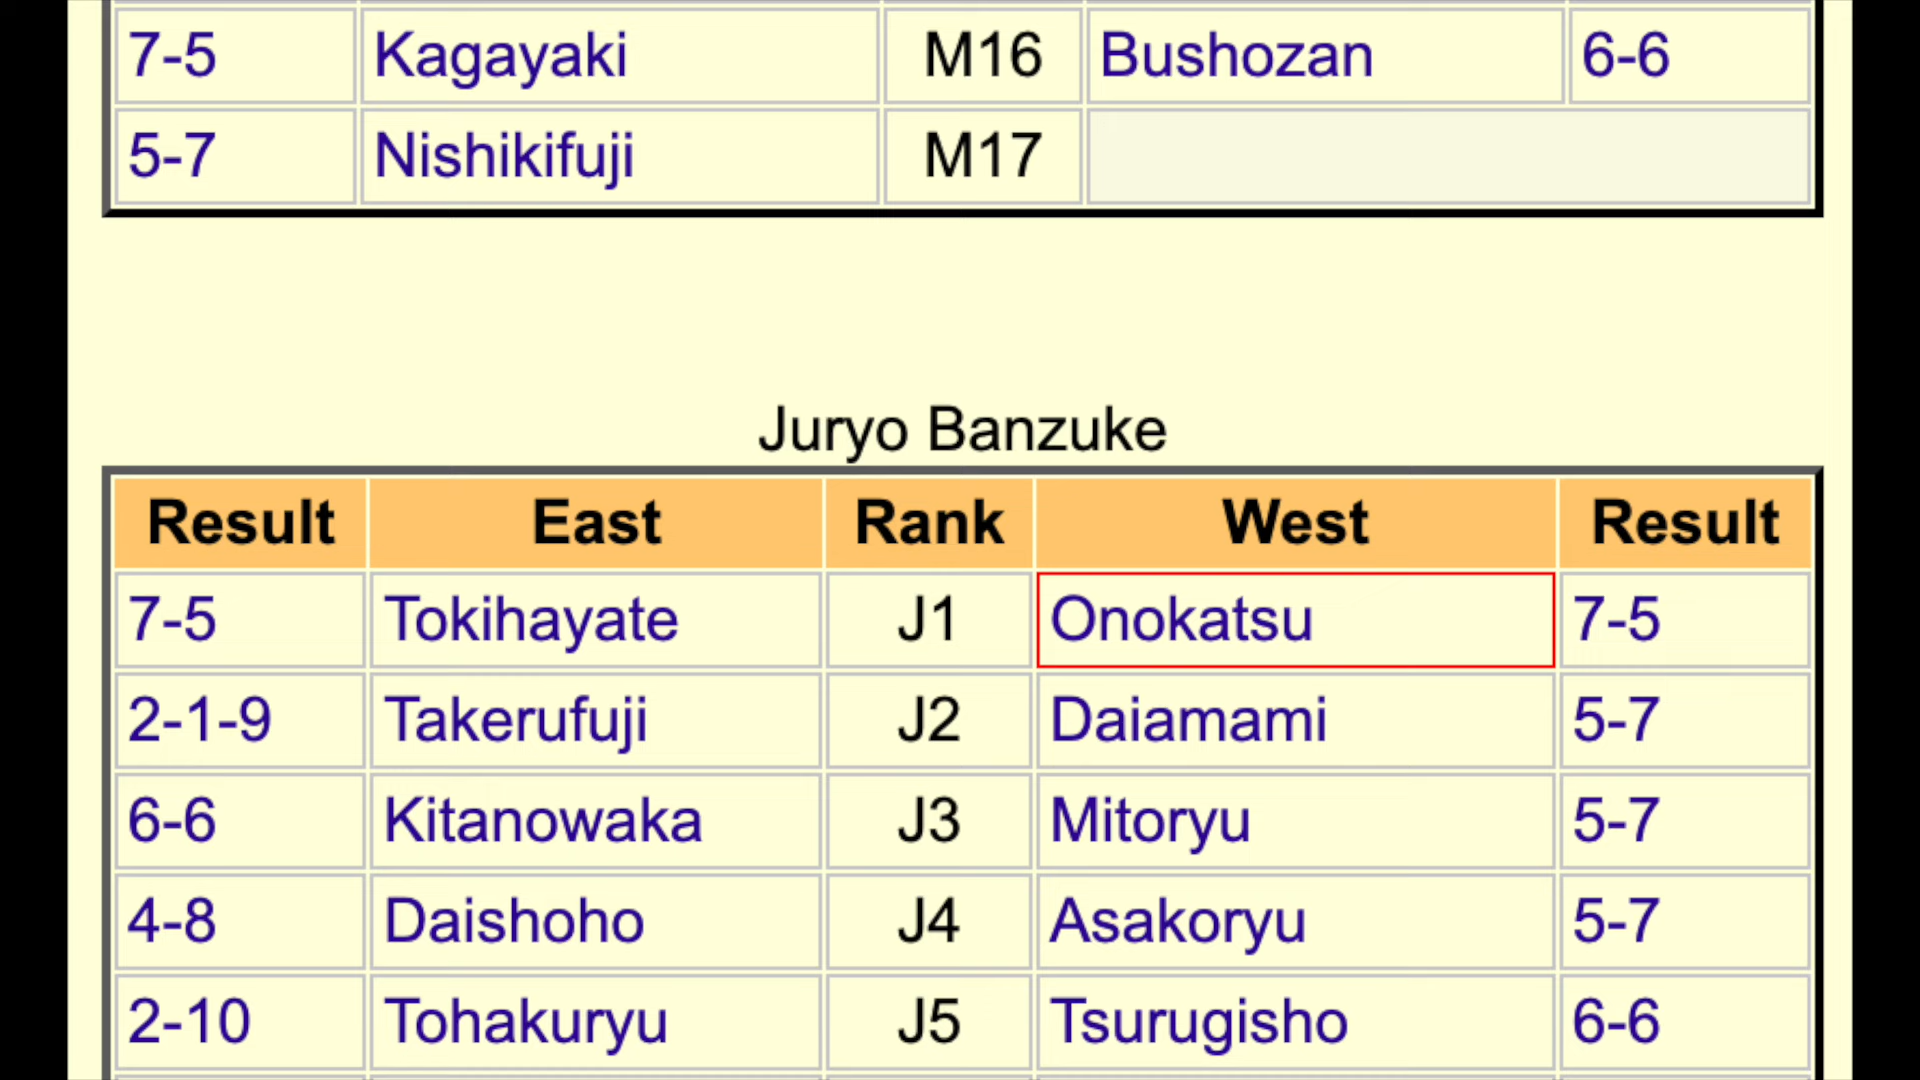 7-5 Kagayaki M16 Bushozan 6-6
5-7 Nishikifuji M17
Juryo Banzuke
Result East Rank West Result
7-5 Tokihayate J1 Onokatsu 7-5
2-1-9 Takerufuji J2 Daiamami 5-7
6-6 Kitanowaka J3 Mitoryu 5-7
4-8 Daishoho J4 Asakoryu 5-7
2-10 Tohakuryu J5 Tsurugisho 6-6